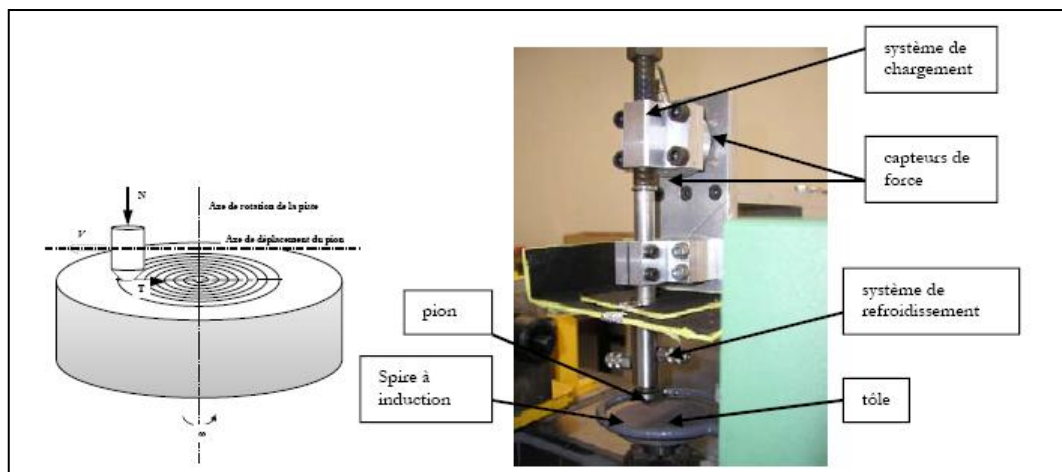 N
Axe de rotation de la piste
V
Axe de déplacement du pion
T
ω
système de
chargement
capteurs de
force
système de
refroidissement
pion
Spire à
induction
tôle